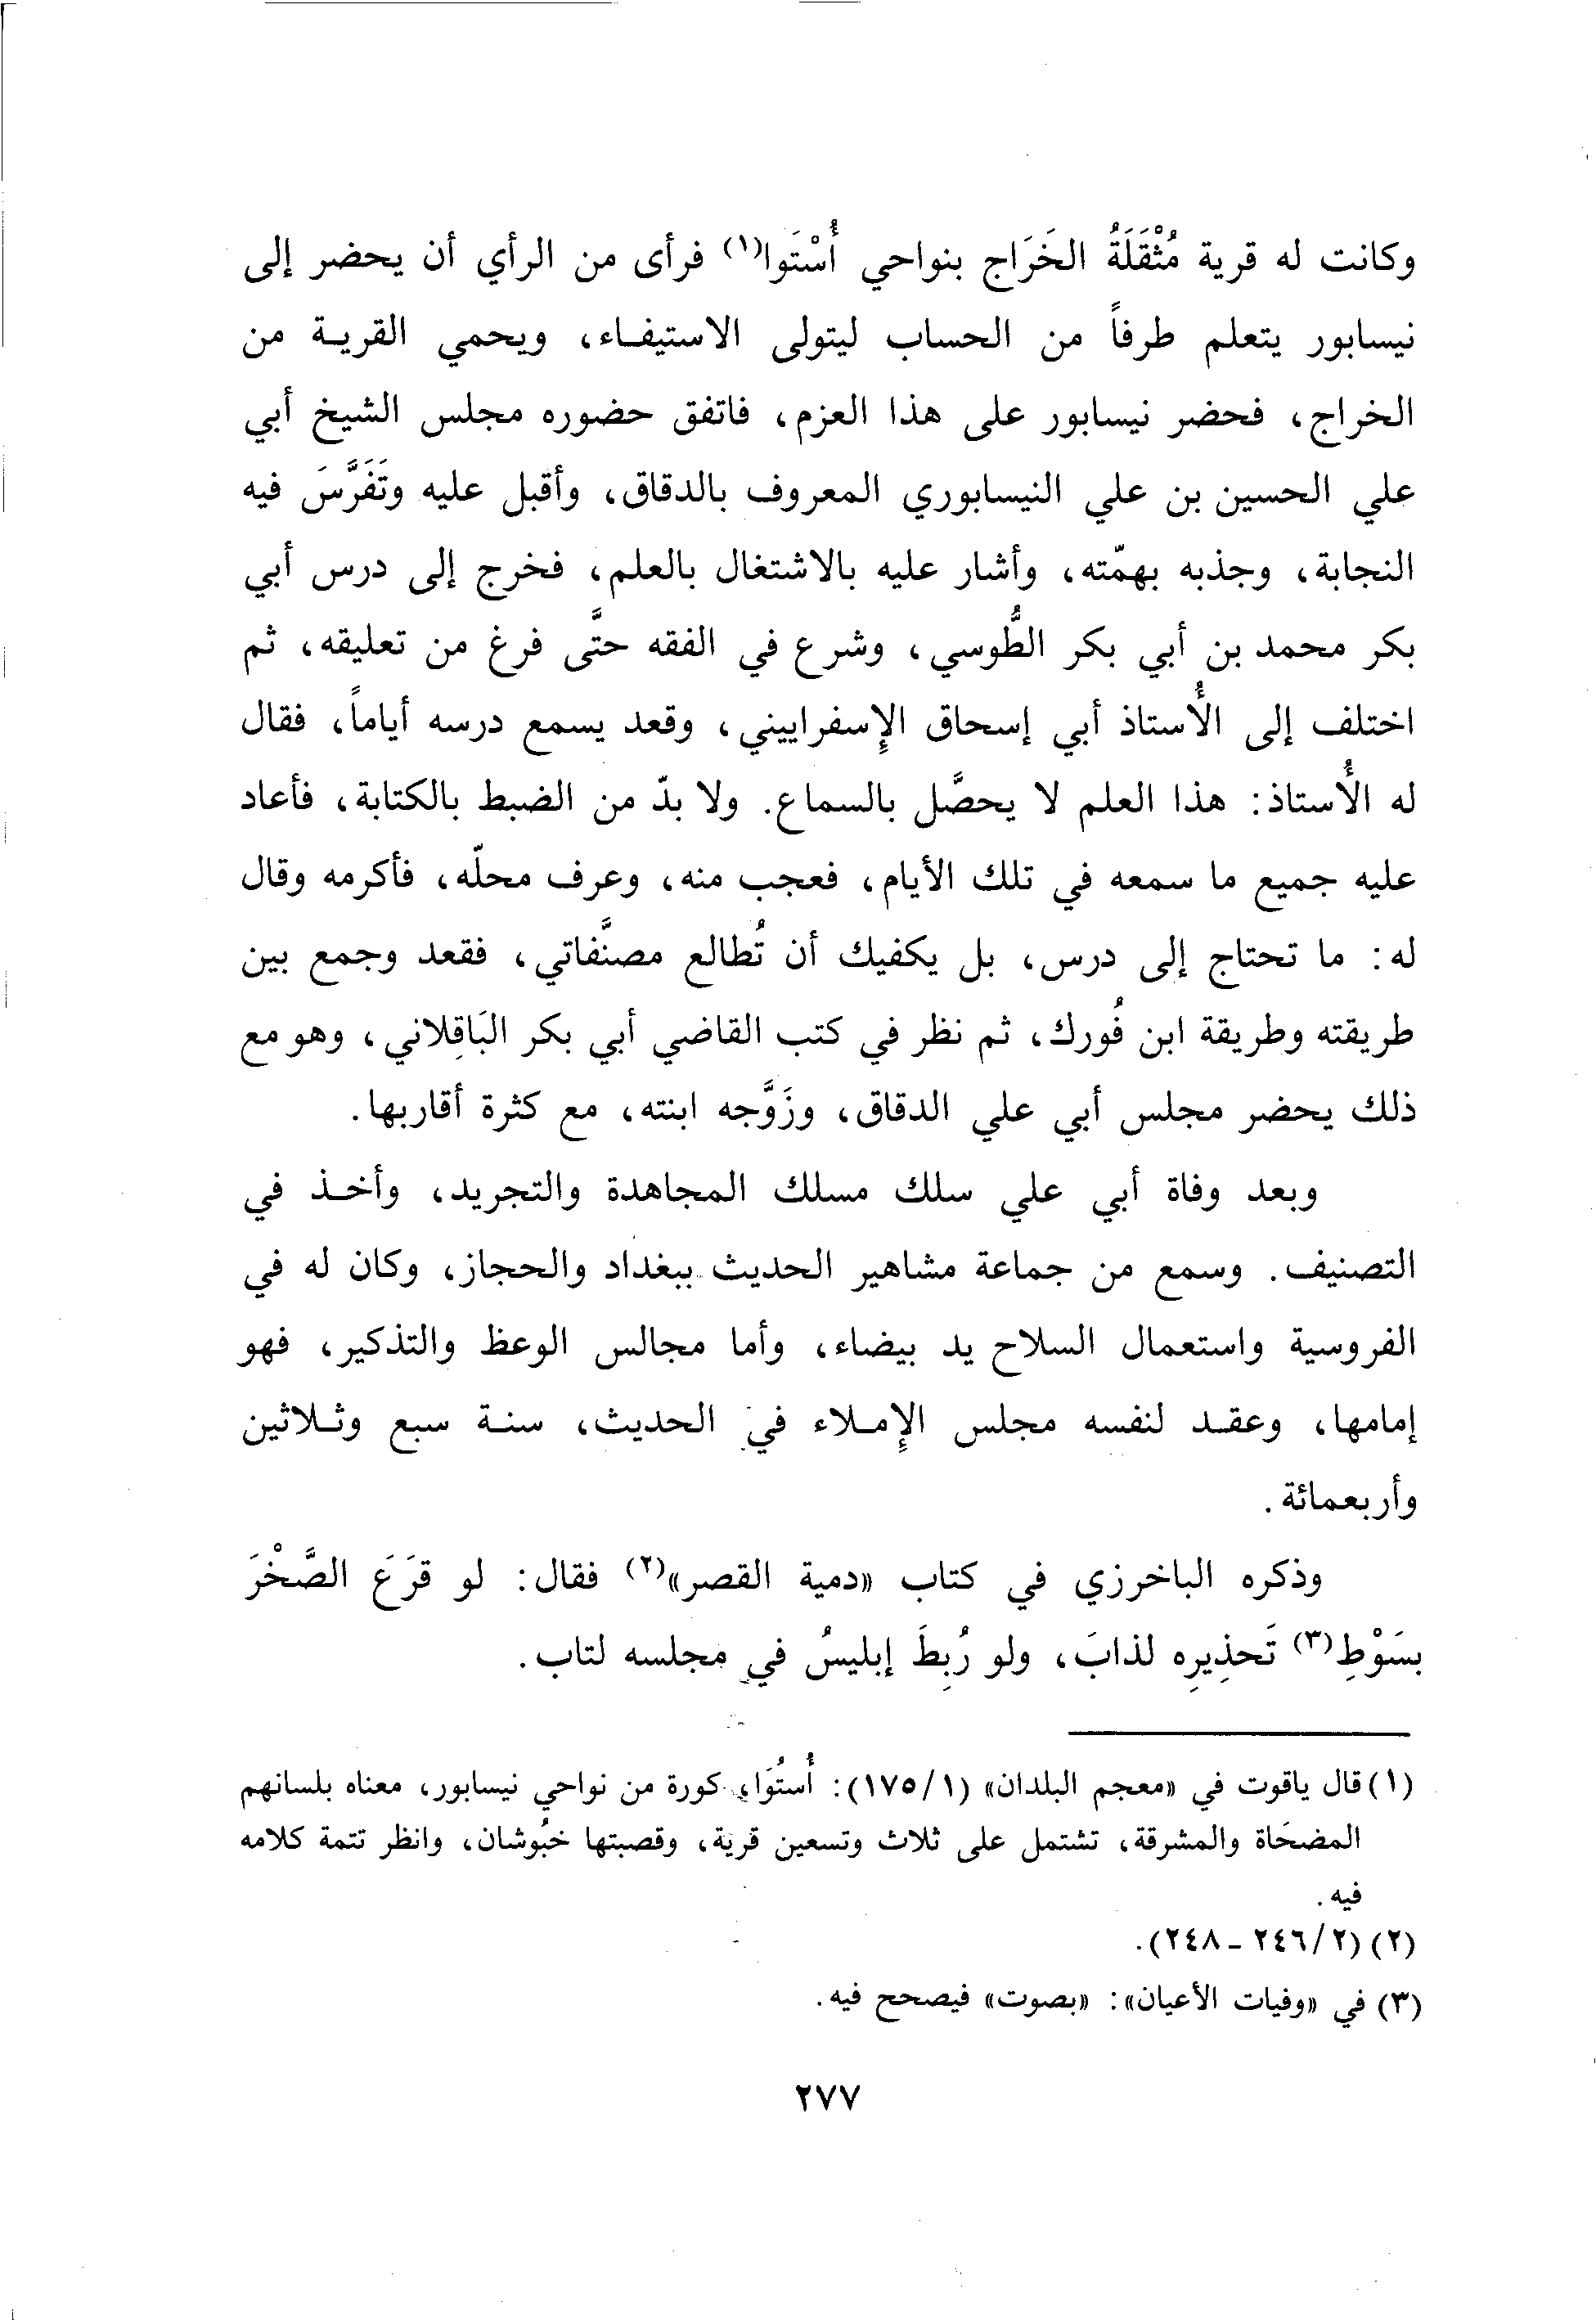 وكانت له قرية مُثْقَلَةُ الخَرَاج بنواحي أُسْتَوا(١) فرأى من الرأي أن يحضر إلى
نيسابور يتعلم طرفاً من الحساب ليتولى الاستيفاء، ويحمي القرية من
الخراج، فحضر نيسابور على هذا العزم، فاتفق حضوره مجلس الشيخ أبي
علي الحسين بن علي النيسابوري المعروف بالدقاق، وأقبل عليه وتَفَرَّسَ فيه
النجابة، وجذبه بهمّته، وأشار عليه بالاشتغال بالعلم، فخرج إلى درس أبي
بكر محمد بن أبي بكر الطُّوسي، وشرع في الفقه حتَّى فرغ من تعليقه، ثم
اختلف إلى الأُستاذ أبي إسحاق الإِسفراييني، وقعد يسمع درسه أياماً، فقال
له الأُستاذ: هذا العلم لا يحصَّل بالسماع. ولا بدّ من الضبط بالكتابة، فأعاد
عليه جميع ما سمعه في تلك الأيام، فعجب منه، وعرف محلّه، فأكرمه وقال
له: ما تحتاج إلى درس، بل يكفيك أن تُطالع مصنَّفاتي، فقعد وجمع بين
طريقته وطريقة ابن فُورك، ثم نظر في كتب القاضي أبي بكر البَاقِلاني، وهو مع
ذلك يحضر مجلس أبي علي الدقاق، وزَوَّجه ابنته، مع كثرة أقاربها.
وبعد وفاة أبي علي سلك مسلك المجاهدة والتجريد، وأخذ في
التصنيف. وسمع من جماعة مشاهير الحديث ببغداد والحجاز، وكان له في
الفروسية واستعمال السلاح يد بيضاء، وأما مجالس الوعظ والتذكير، فهو
إمامها، وعقد لنفسه مجلس الإِملاء في الحديث، سنة سبع وثلاثين
وأربعمائة.
وذكره الباخرزي في كتاب «دمية القصر»(٢) فقال: لو قَرَعَ الصَّخْرَ
بسَوْطِ(٣) تَحذِيرِه لذابَ، ولو رُبِطَ إبليسُ في مجلسه لتاب.
(١) قال ياقوت في «معجم البلدان» (١/١٧٥): أُستُوَاء كورة من نواحي نيسابور، معناه بلسانهم
المضحَاة والمشرقة، تشتمل على ثلاث وتسعين قرية، وقصبتها خبُوشان، وانظر تتمة كلامه
فيه.
(٢) (٢/٢٤٦ - ٢٤٨).
(٣) في «وفيات الأعيان»: «بصوت» فيصحح فيه.
٢٧٧